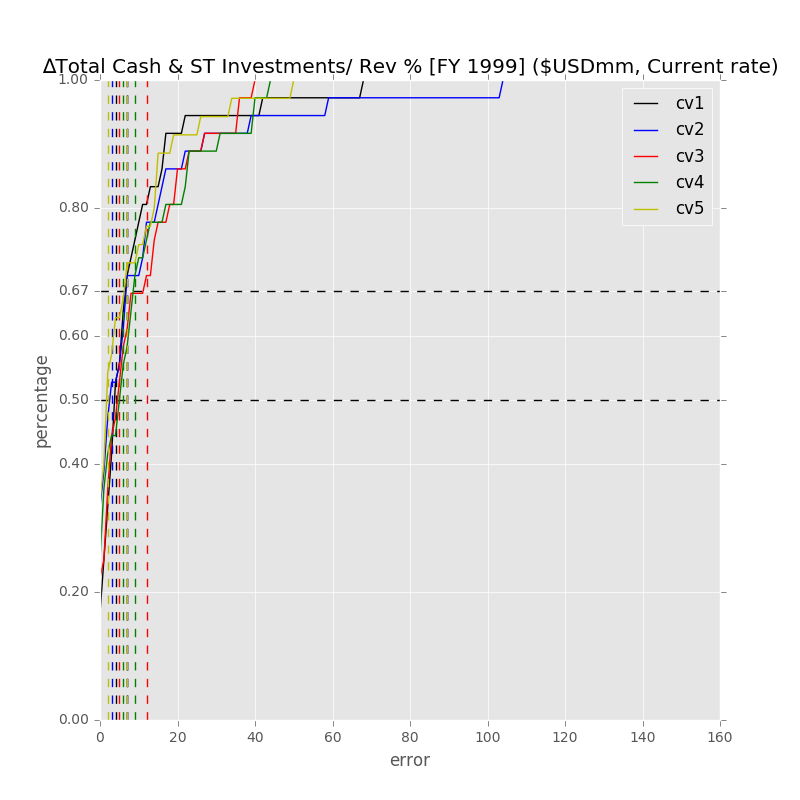 ΔTotal Cash & ST Investments/ Rev % [FY 1999] ($USDmm, Current rate)
1.00
0.80
0.67
0.60
0.50
0.40
0.20
0.00
percentage
cv1
cv2
cv3
cv4
cv5
0 20 40 60 80 100 120 140 160
error